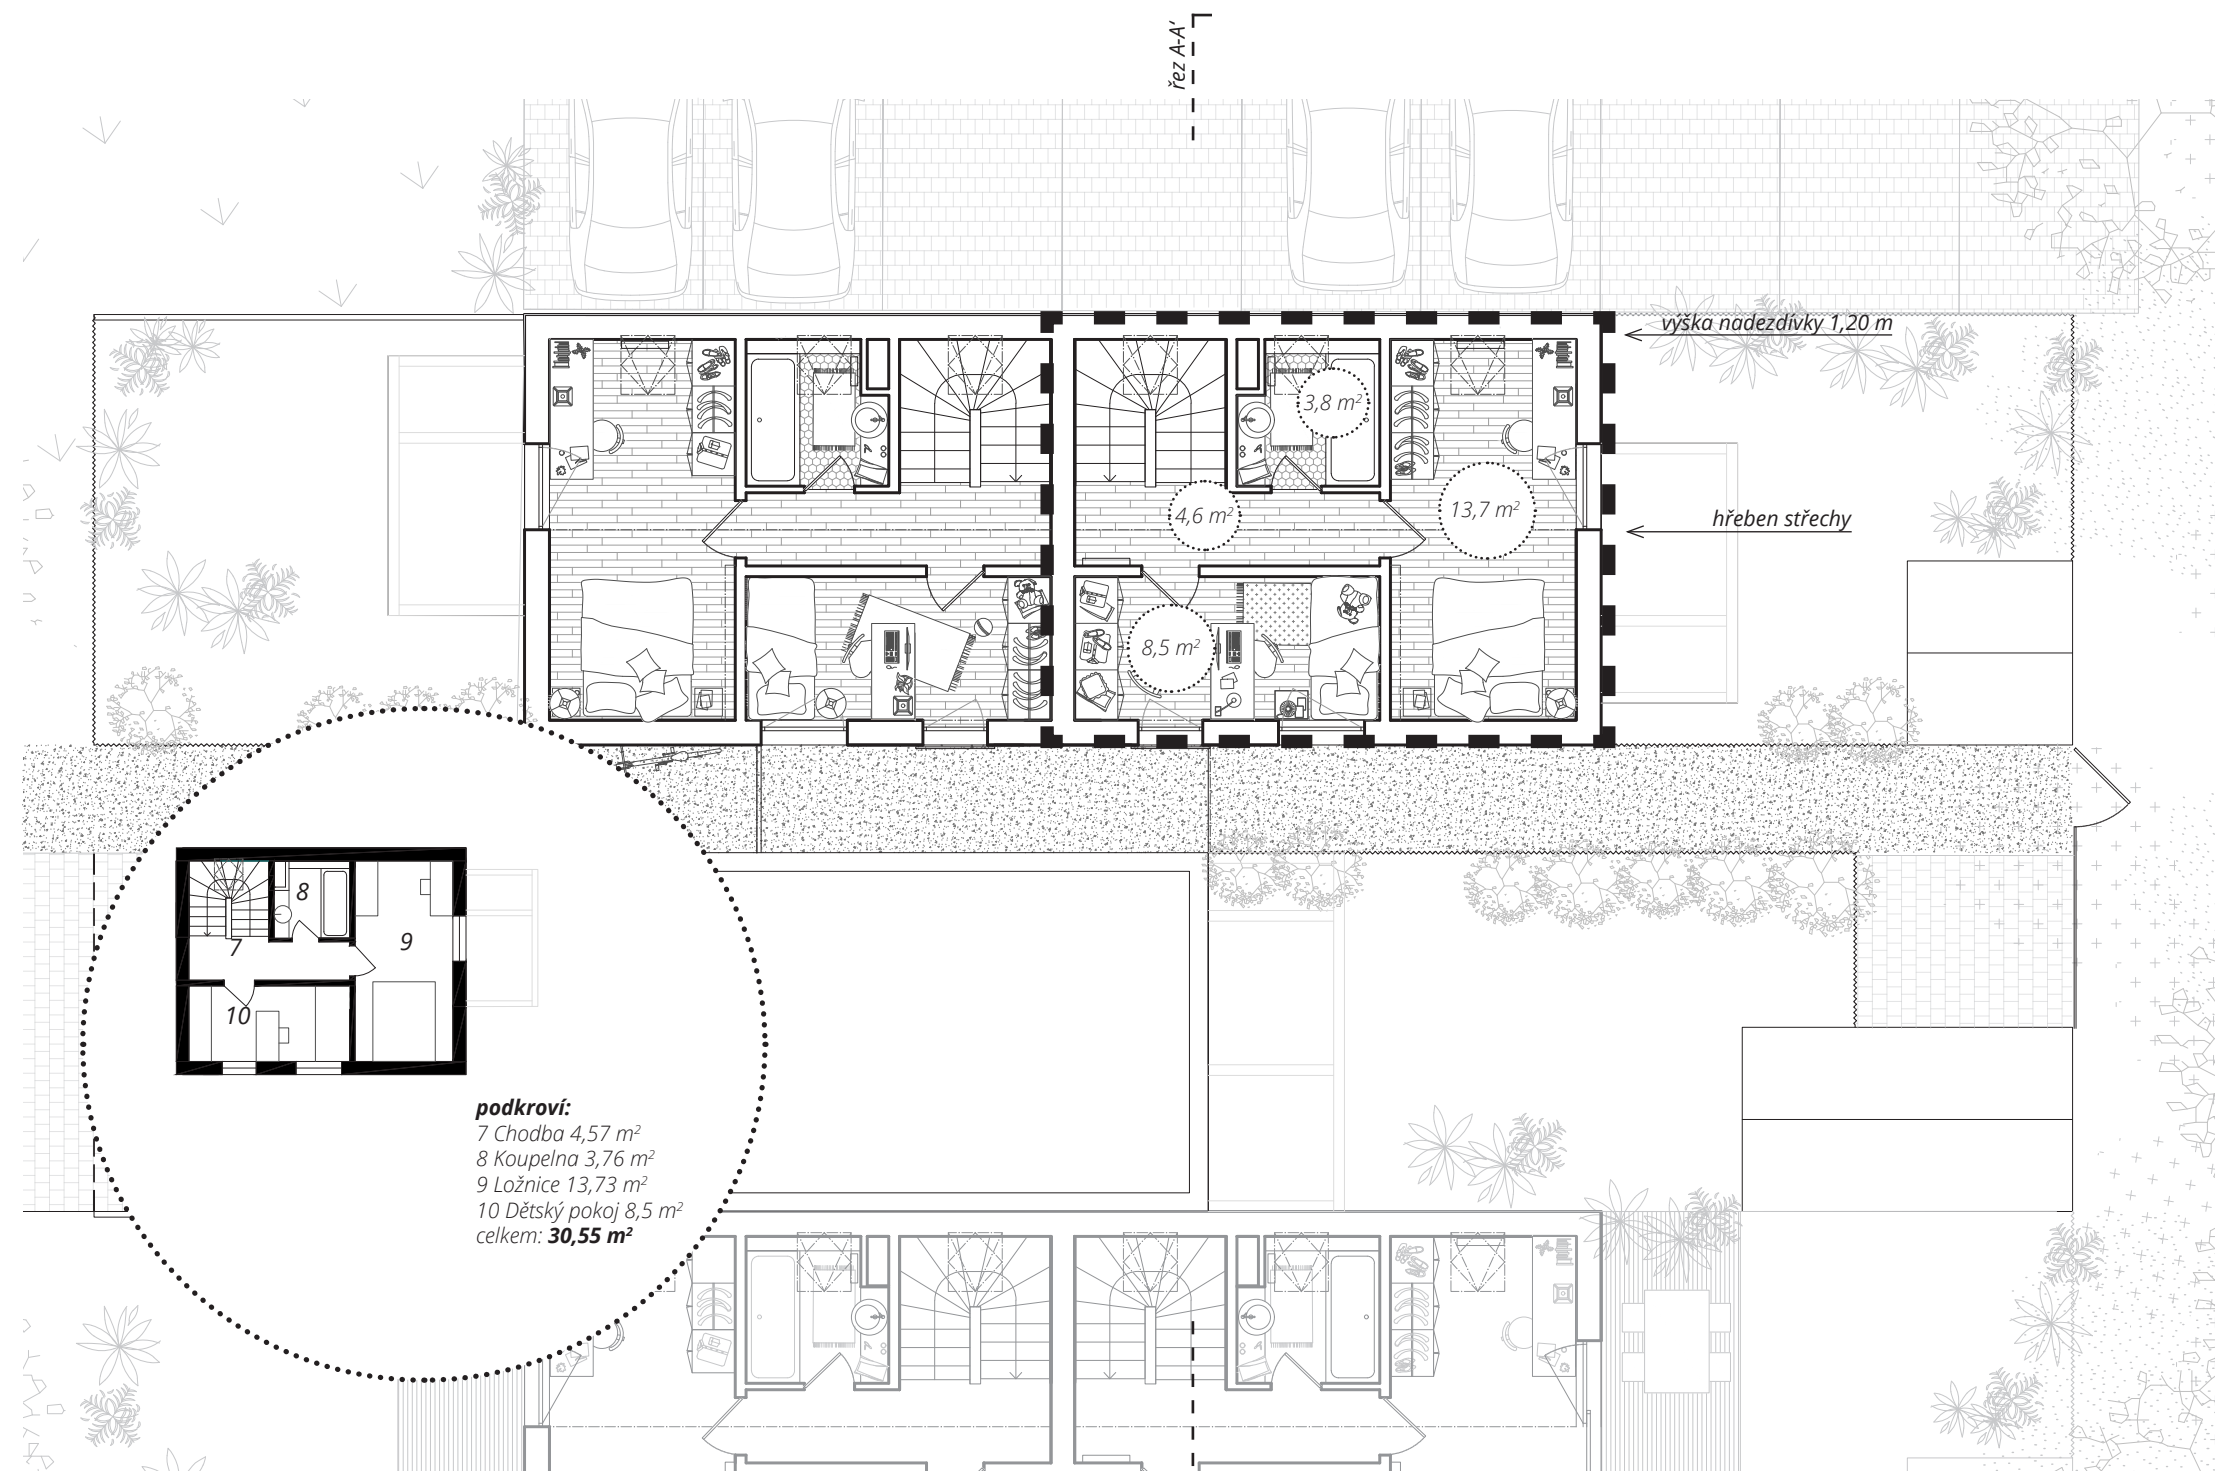 řez A-A'
výška nadezdívky 1,20 m
3,8 m²
4,6 m²
13,7 m²
hřeben střechy
8,5 m²
8
7
9
10
podkroví:
7 Chodba 4,57 m²
8 Koupelna 3,76 m²
9 Ložnice 13,73 m²
10 Dětský pokoj 8,5 m²
celkem: 30,55 m²